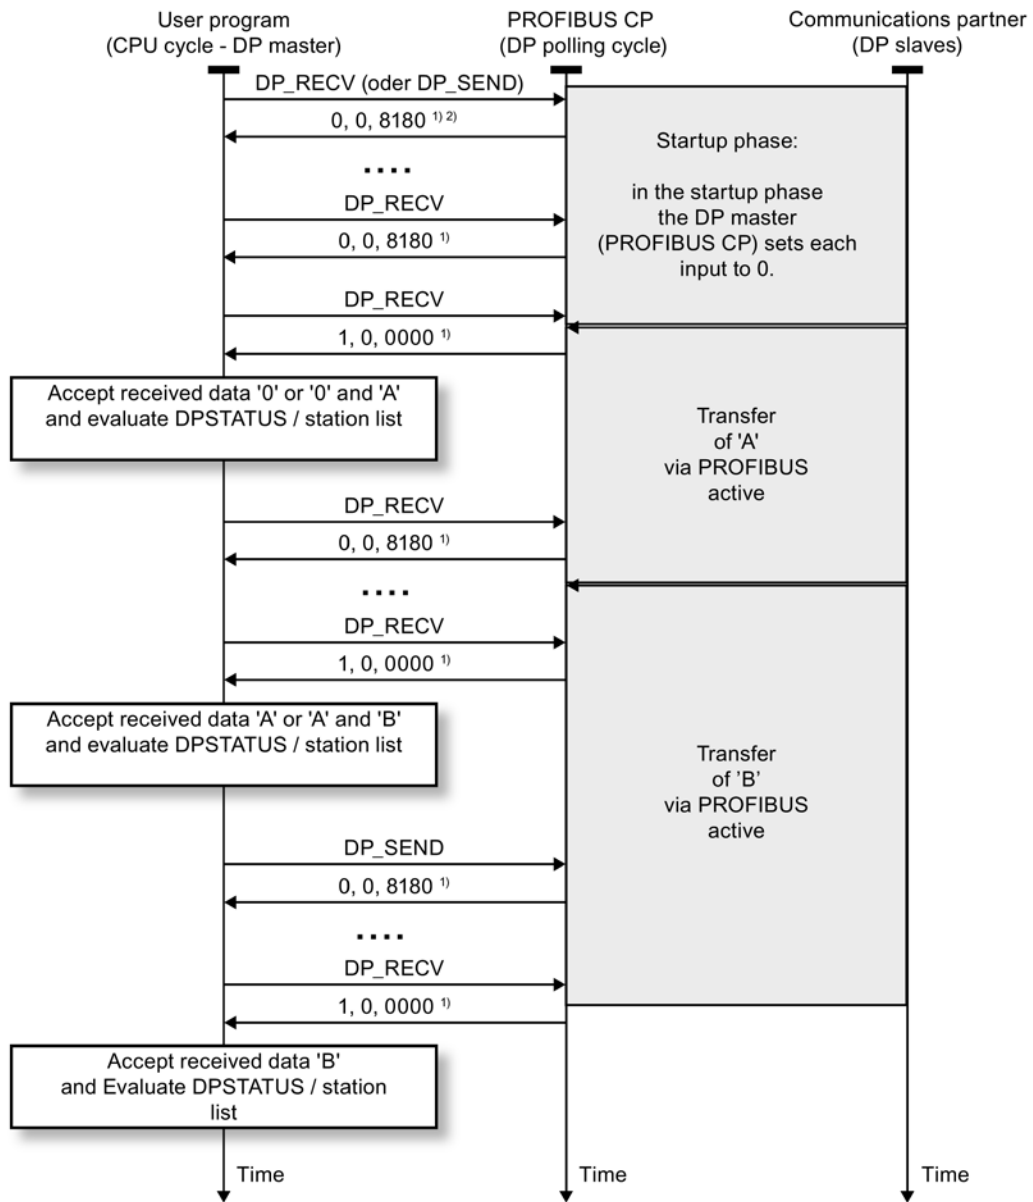 User program
(CPU cycle - DP master)
PROFIBUS CP
(DP polling cycle)
Communications partner
(DP slaves)
DP_RECV (oder DP_SEND)
0, 0, 8180 1) 2)
....
DP_RECV
0, 0, 8180 1)
Startup phase:
in the startup phase
the DP master
(PROFIBUS CP) sets each
input to 0.
DP_RECV
1, 0, 0000 1)
Accept received data '0' or '0' and 'A'
and evaluate DPSTATUS / station list
Transfer
of 'A'
via PROFIBUS
active
DP_RECV
0, 0, 8180 1)
....
DP_RECV
1, 0, 0000 1)
Accept received data 'A' or 'A' and 'B'
and evaluate DPSTATUS / station list
Transfer
of ’B’
via PROFIBUS
active
DP_SEND
0, 0, 8180 1)
....
DP_RECV
1, 0, 0000 1)
Accept received data 'B'
and Evaluate DPSTATUS / station
list
Time
Time
Time